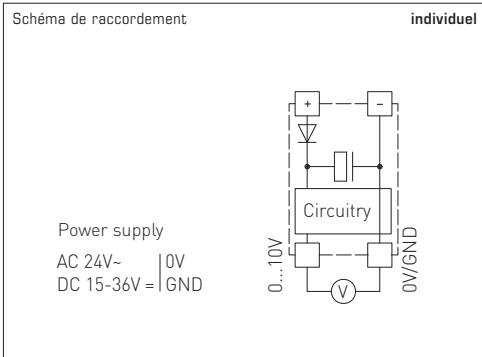 Schéma de raccordement
individuel
+ -
Circuitry
Power supply
AC 24V~ | 0V
DC 15-36V = | GND
0...10V
0V/GND
V